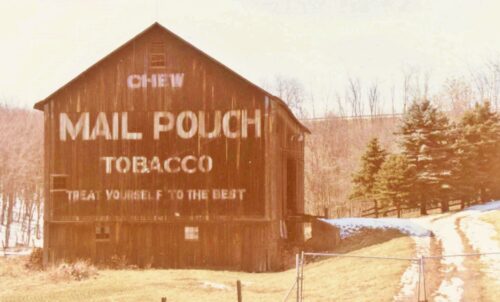 CHEW
MAIL POUCH
TOBACCO
TREAT YOURSELF TO THE BEST